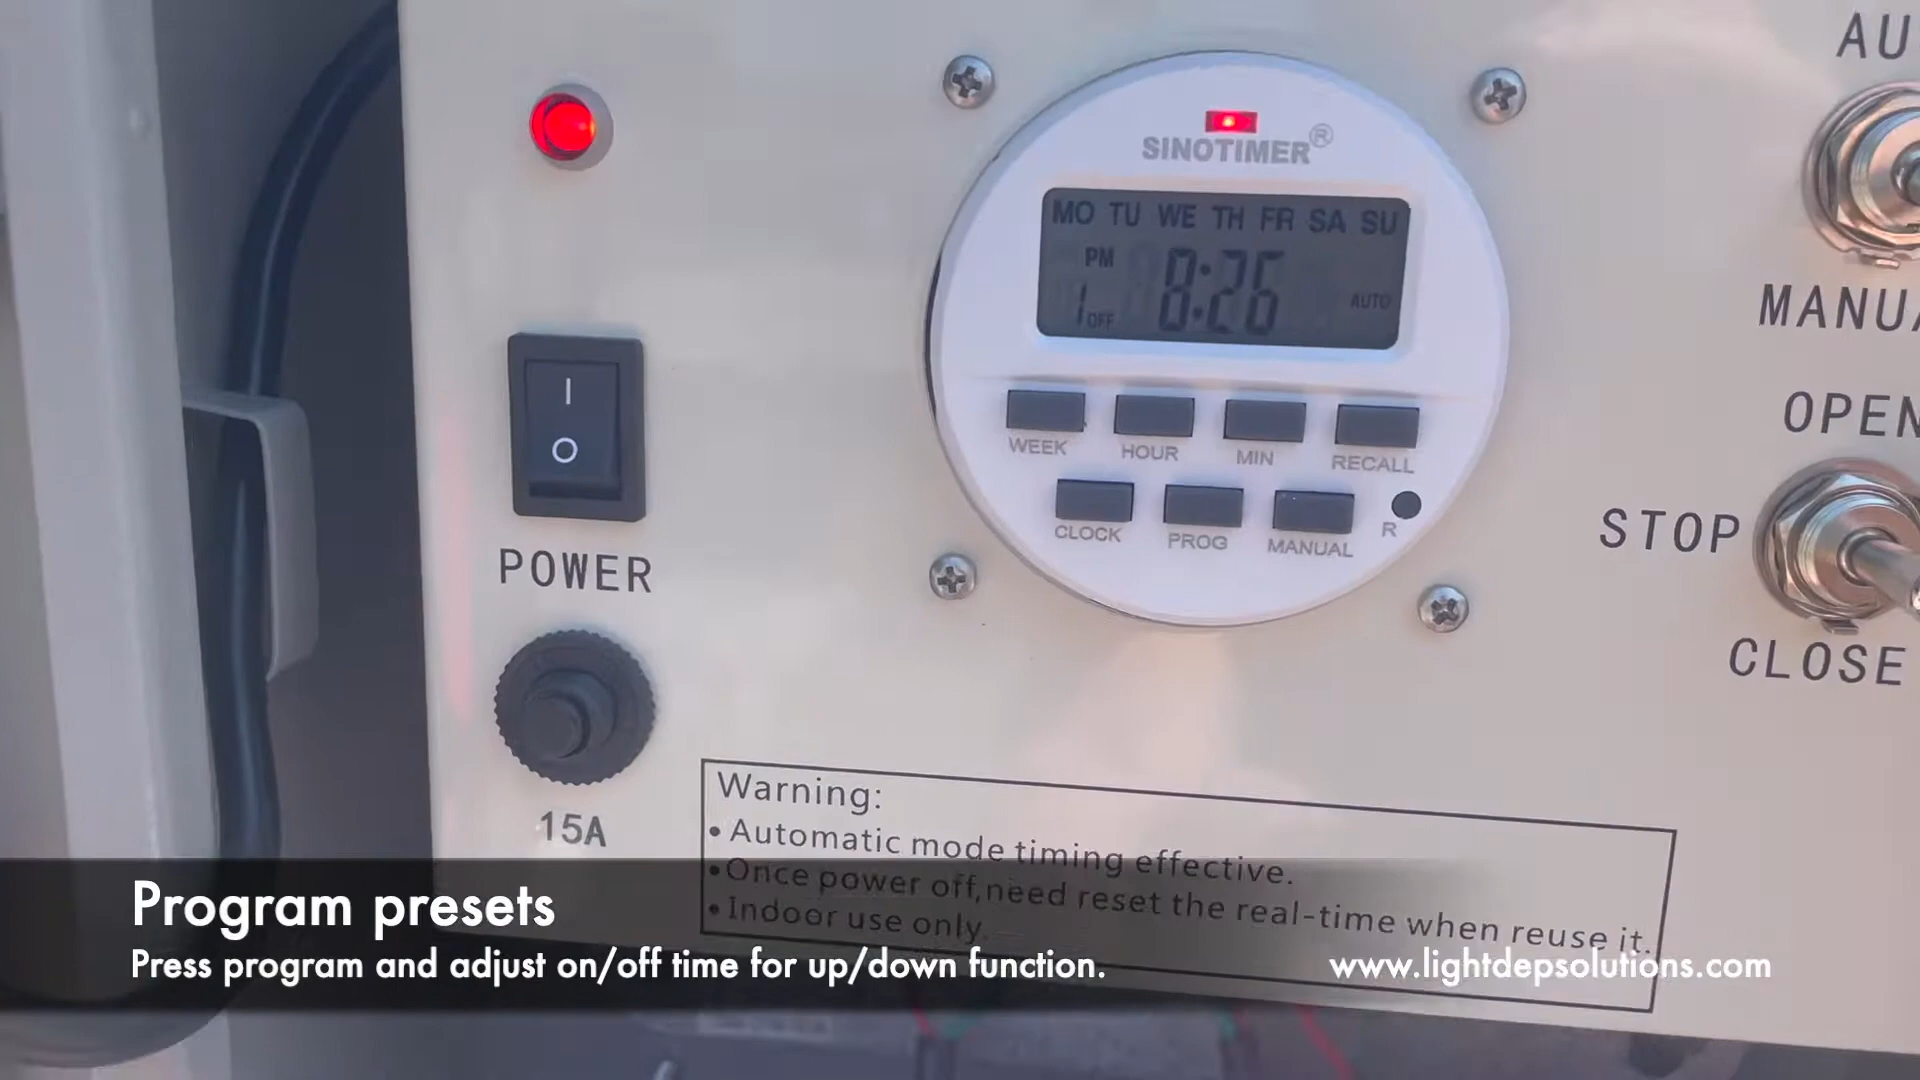 AU
SINOTIMER®
MO TU WE TH FR SA SU
PM
1 OFF 8:26 AUTO
MANUA
I
O
WEEK HOUR MIN RECALL
OPEN
CLOCK PROG MANUAL R
STOP
POWER
CLOSE
15A
Warning:
• Automatic mode timing effective.
• Once power off,need reset the real-time when reuse it.
• Indoor use only.
Program presets
Press program and adjust on/off time for up/down function.
www.lightdepsolutions.com